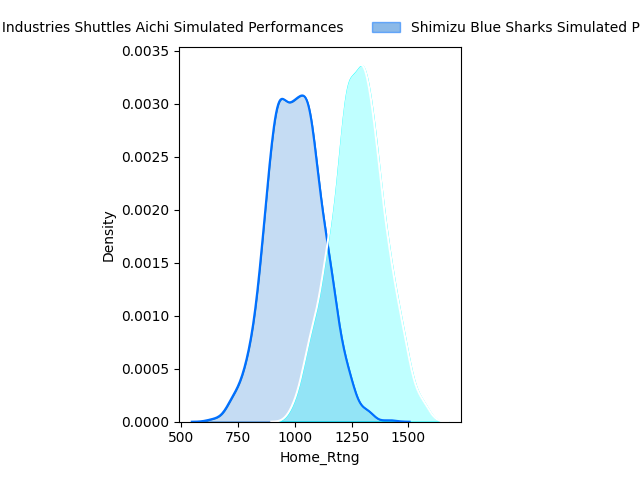 Industries Shuttles Aichi Simulated Performances
Shimizu Blue Sharks Simulated P
0.0035
0.0030
0.0025
0.0020
0.0015
0.0010
0.0005
0.0000
Density
500 750 1000 1250 1500
Home_Rtng